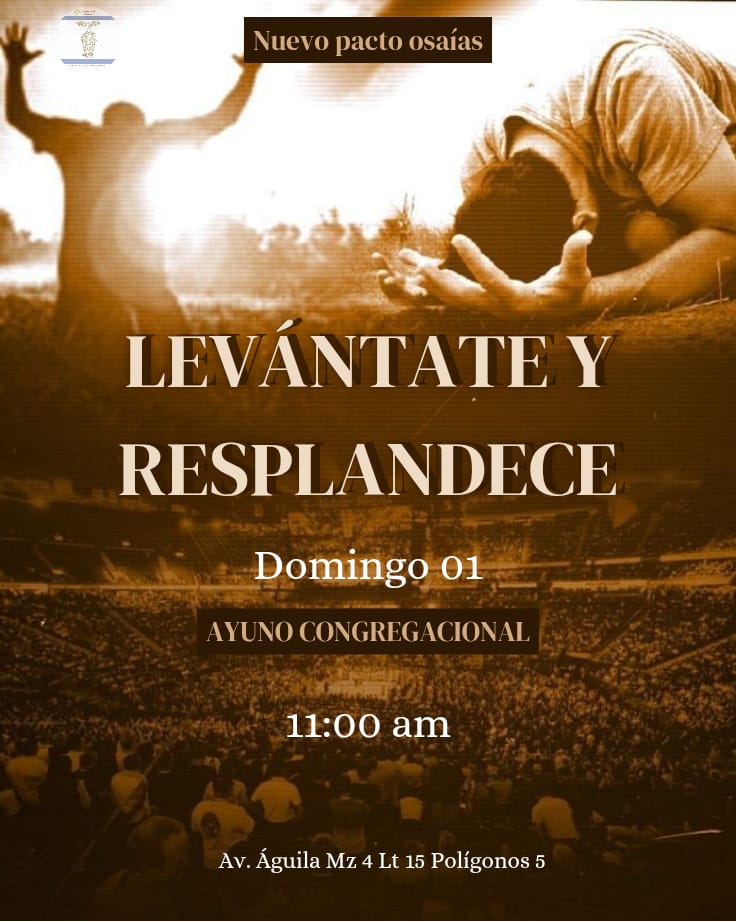 Nuevo pacto osaías
LEVÁNTATE Y
RESPLANDECE
Domingo 01
AYUNO CONGREGACIONAL
11:00 am
Av. Águila Mz 4 Lt 15 Polígonos 5